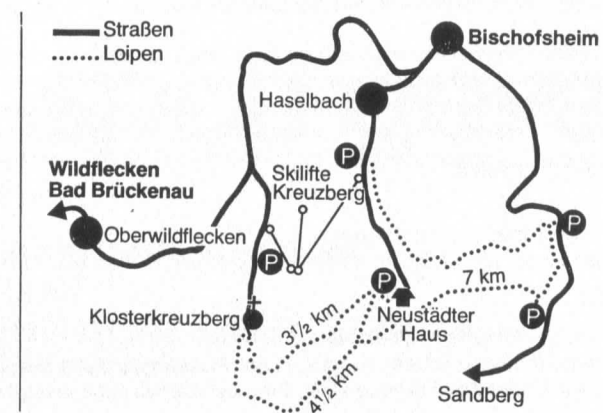 Straßen
Loipen
Bischofsheim
Haselbach
P
Skilifte
Kreuzberg
Wildflecken
Bad Brückenau
Oberwildflecken
P
P
P
7 km
Klosterkreuzberg
3½ km
Neustädter
Haus
P
4½ km
Sandberg